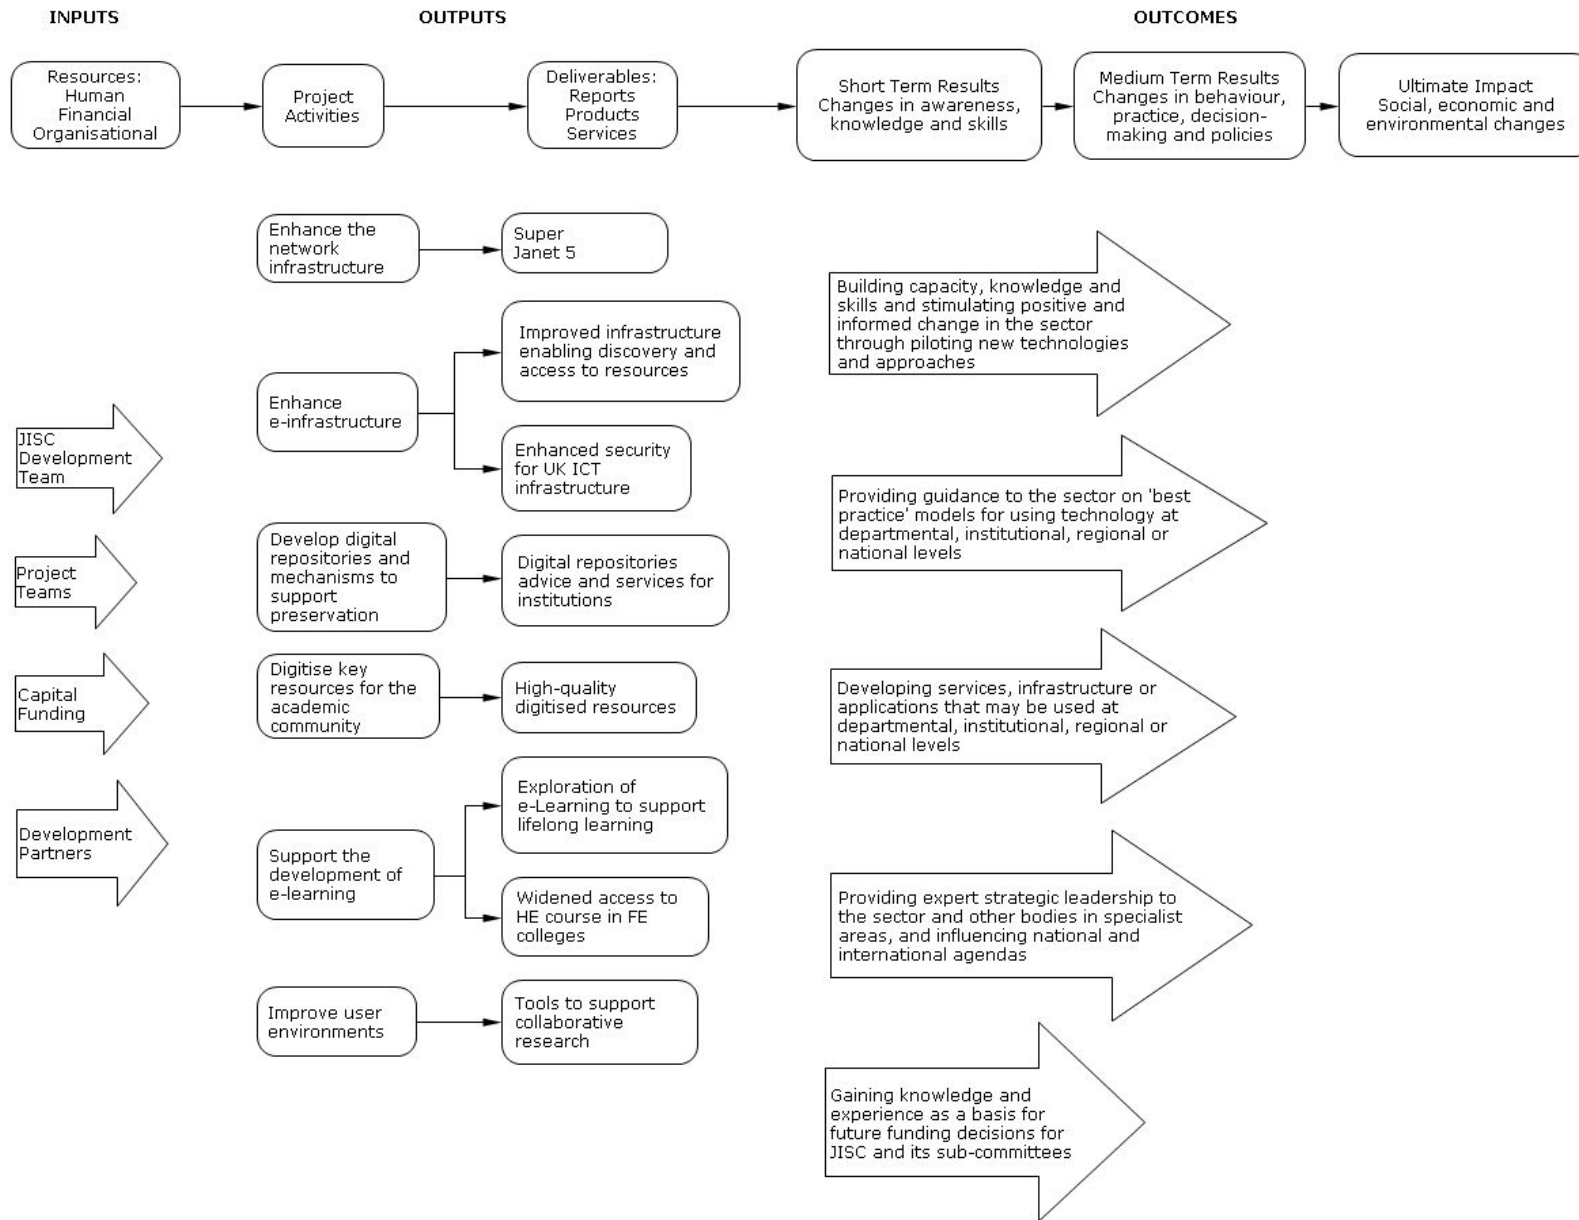 INPUTS
OUTPUTS
OUTCOMES
Resources:
Human
Financial
Organisational
Project
Activities
Deliverables:
Reports
Products
Services
Short Term Results
Changes in awareness,
knowledge and skills
Medium Term Results
Changes in behaviour,
practice, decision-
making and policies
Ultimate Impact
Social, economic and
environmental changes
JISC
Development
Team
Project
Teams
Capital
Funding
Development
Partners
Enhance the
network
infrastructure
Super
Janet 5
Enhance
e-infrastructure
Improved infrastructure
enabling discovery and
access to resources
Enhanced security
for UK ICT
infrastructure
Develop digital
repositories and
mechanisms to
support
preservation
Digital repositories
advice and services for
institutions
Digitise key
resources for the
academic
community
High-quality
digitised resources
Support the
development of
e-learning
Exploration of
e-Learning to support
lifelong learning
Widened access to
HE course in FE
colleges
Improve user
environments
Tools to support
collaborative
research
Building capacity, knowledge and
skills and stimulating positive and
informed change in the sector
through piloting new technologies
and approaches
Providing guidance to the sector on 'best
practice' models for using technology at
departmental, institutional, regional or
national levels
Developing services, infrastructure or
applications that may be used at
departmental, institutional, regional or
national levels
Providing expert strategic leadership to
the sector and other bodies in specialist
areas, and influencing national and
international agendas
Gaining knowledge and
experience as a basis for
future funding decisions for
JISC and its sub-committees